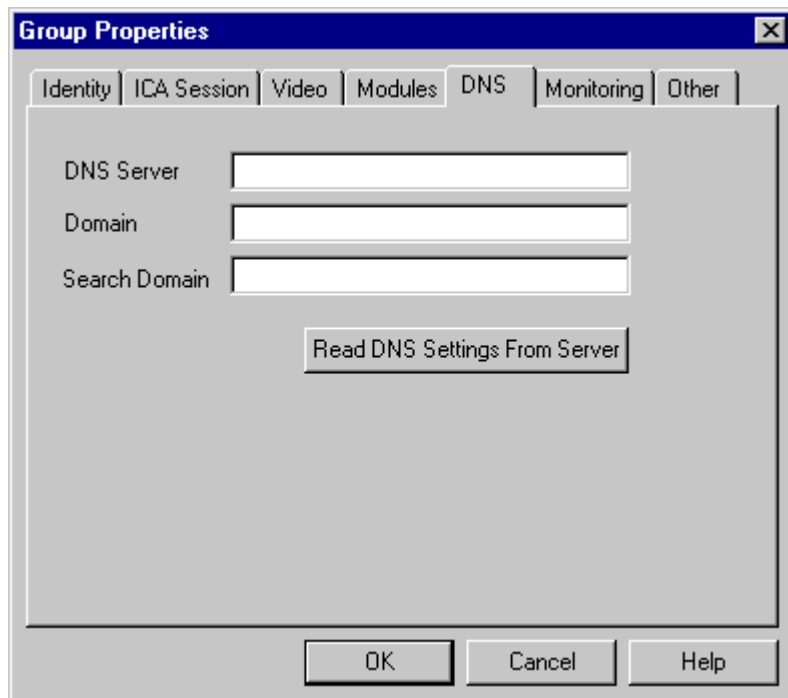 Group Properties
Identity ICA Session Video Modules DNS Monitoring Other
DNS Server
Domain
Search Domain
Read DNS Settings From Server
OK Cancel Help